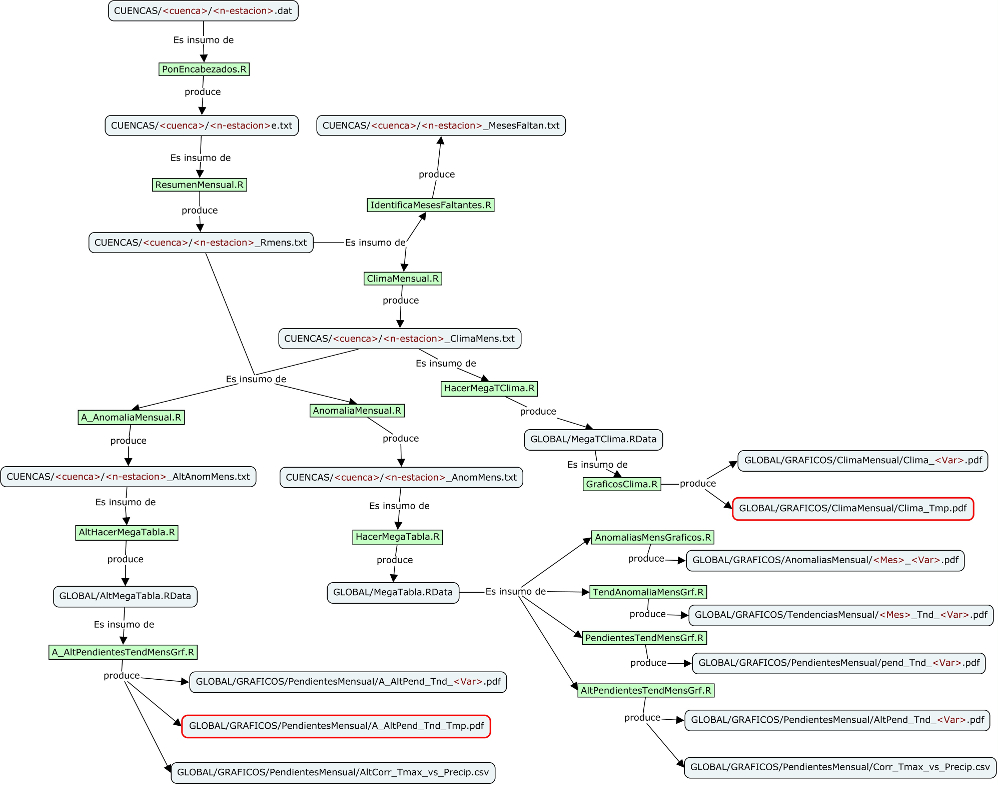 CUENCAS/<cuenca>/<n-estacion>.dat
Es insumo de
PonEncabezados.R
produce
CUENCAS/<cuenca>/<n-estacion>e.txt
CUENCAS/<cuenca>/<n-estacion>_MesesFaltan.txt
Es insumo de
produce
ResumenMensual.R
IdentificaMesesFaltantes.R
produce
CUENCAS/<cuenca>/<n-estacion>_Rmens.txt
Es insumo de
ClimaMensual.R
produce
CUENCAS/<cuenca>/<n-estacion>_ClimaMens.txt
Es insumo de
Es insumo de
HacerMegaTClima.R
A_AnomaliaMensual.R
AnomaliaMensual.R
produce
produce
produce
GLOBAL/MegaTClima.RData
Es insumo de
GLOBAL/GRAFICOS/ClimaMensual/Clima_<Var>.pdf
CUENCAS/<cuenca>/<n-estacion>_AltAnomMens.txt
CUENCAS/<cuenca>/<n-estacion>_AnomMens.txt
GraficosClima.R
produce
GLOBAL/GRAFICOS/ClimaMensual/Clima_Tmp.pdf
Es insumo de
Es insumo de
AltHacerMegaTabla.R
HacerMegaTabla.R
AnomaliasMensGraficos.R
produce
produce
produce
GLOBAL/GRAFICOS/AnomaliasMensual/<Mes>_<Var>.pdf
GLOBAL/AltMegaTabla.RData
GLOBAL/MegaTabla.RData
Es insumo de
TendAnomaliaMensGrf.R
produce
GLOBAL/GRAFICOS/TendenciasMensual/<Mes>_Tnd_<Var>.pdf
Es insumo de
PendientesTendMensGrf.R
A_AltPendientesTendMensGrf.R
produce
GLOBAL/GRAFICOS/PendientesMensual/pend_Tnd_<Var>.pdf
produce
GLOBAL/GRAFICOS/PendientesMensual/A_AltPend_Tnd_<Var>.pdf
AltPendientesTendMensGrf.R
produce
GLOBAL/GRAFICOS/PendientesMensual/AltPend_Tnd_<Var>.pdf
GLOBAL/GRAFICOS/PendientesMensual/A_AltPend_Tnd_Tmp.pdf
GLOBAL/GRAFICOS/PendientesMensual/AltCorr_Tmax_vs_Precip.csv
GLOBAL/GRAFICOS/PendientesMensual/Corr_Tmax_vs_Precip.csv